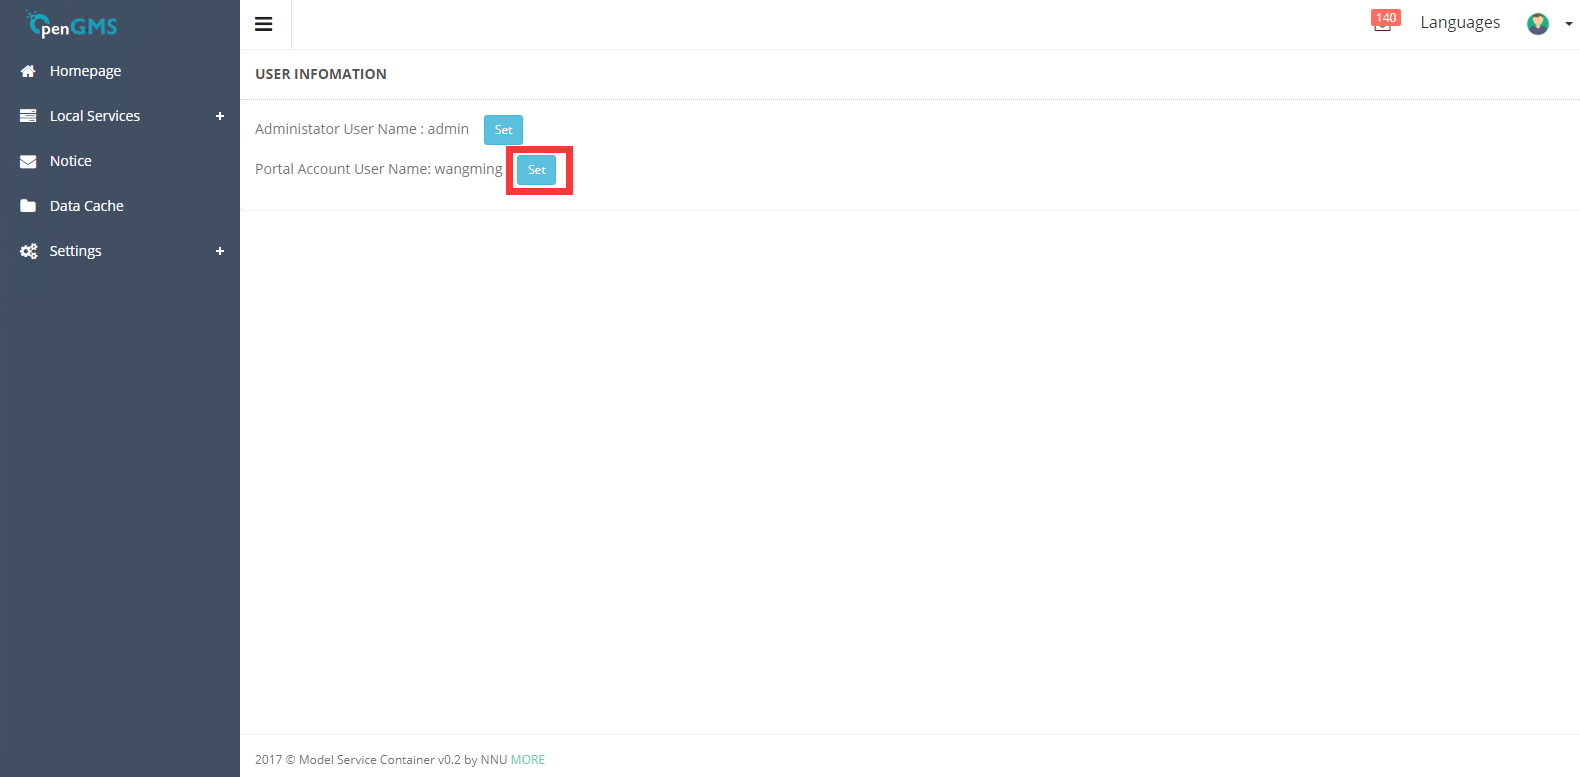 OpenGMS
140
Languages
Homepage
Local Services
Notice
Data Cache
Settings
USER INFOMATION
Administator User Name : admin Set
Portal Account User Name: wangming Set
2017 © Model Service Container v0.2 by NNU MORE